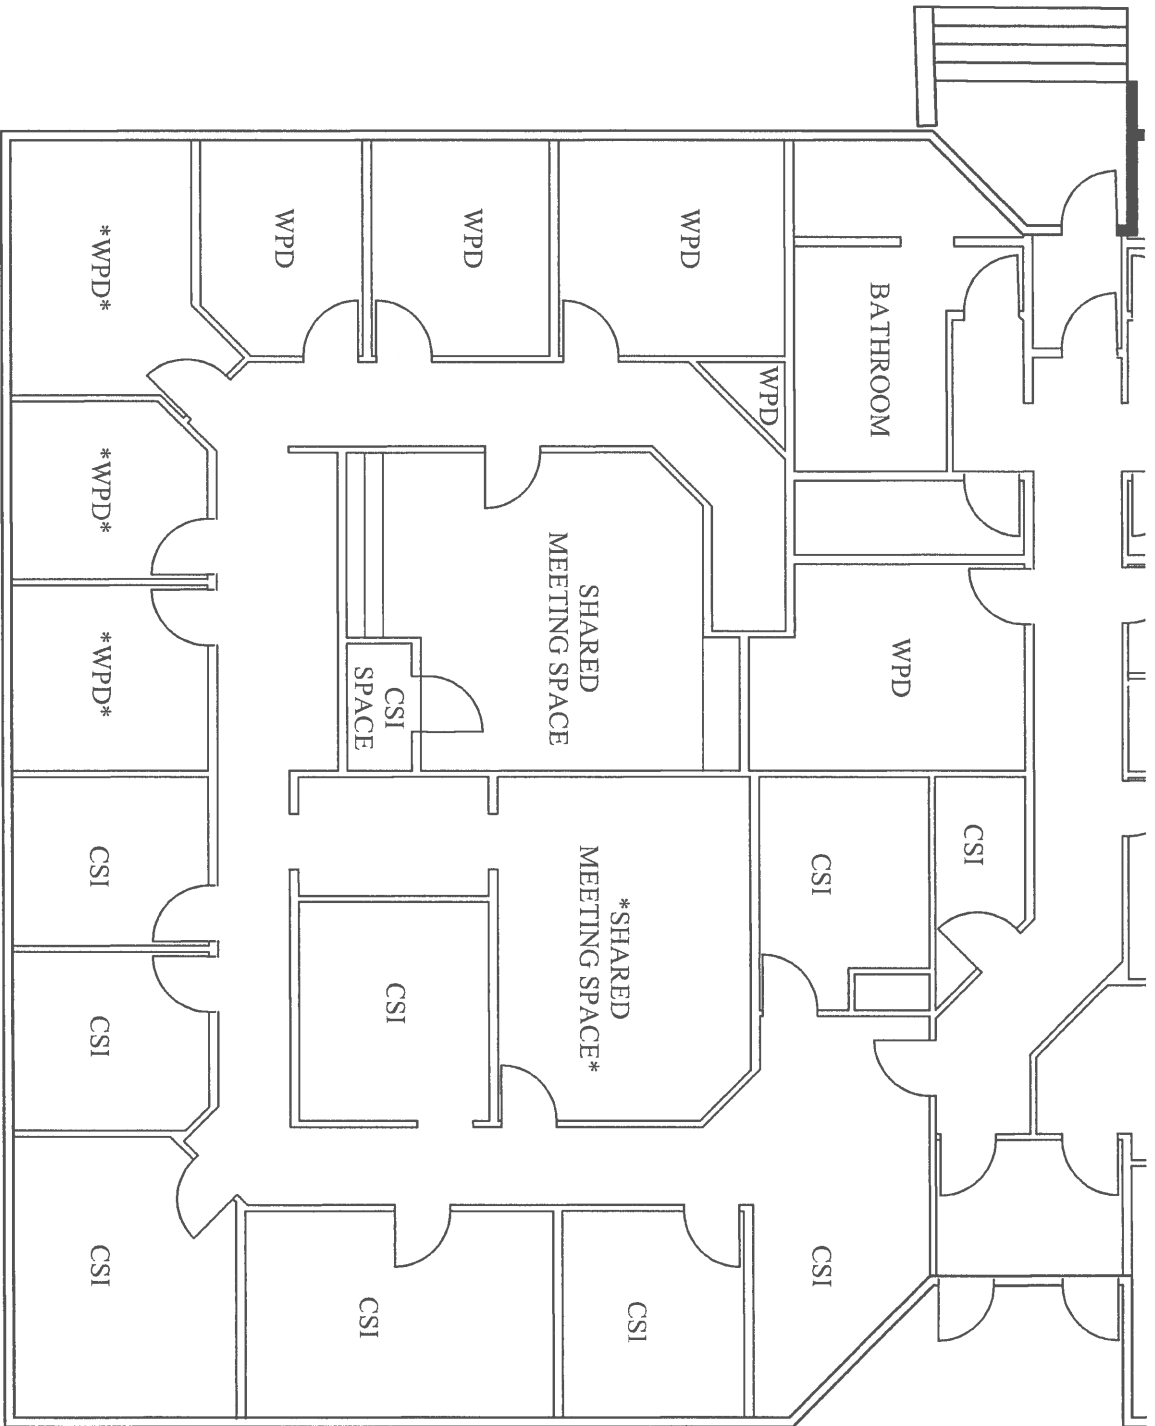 CSI
WPD
BATHROOM
CSI
CSI
WPD
WPD
CSI
*SHARED
MEETING SPACE*
SHARED
MEETING SPACE
WPD
CSI
SPACE
CSI
CSI
WPD
*WPD*
*WPD*
*WPD*
CSI
CSI
CSI